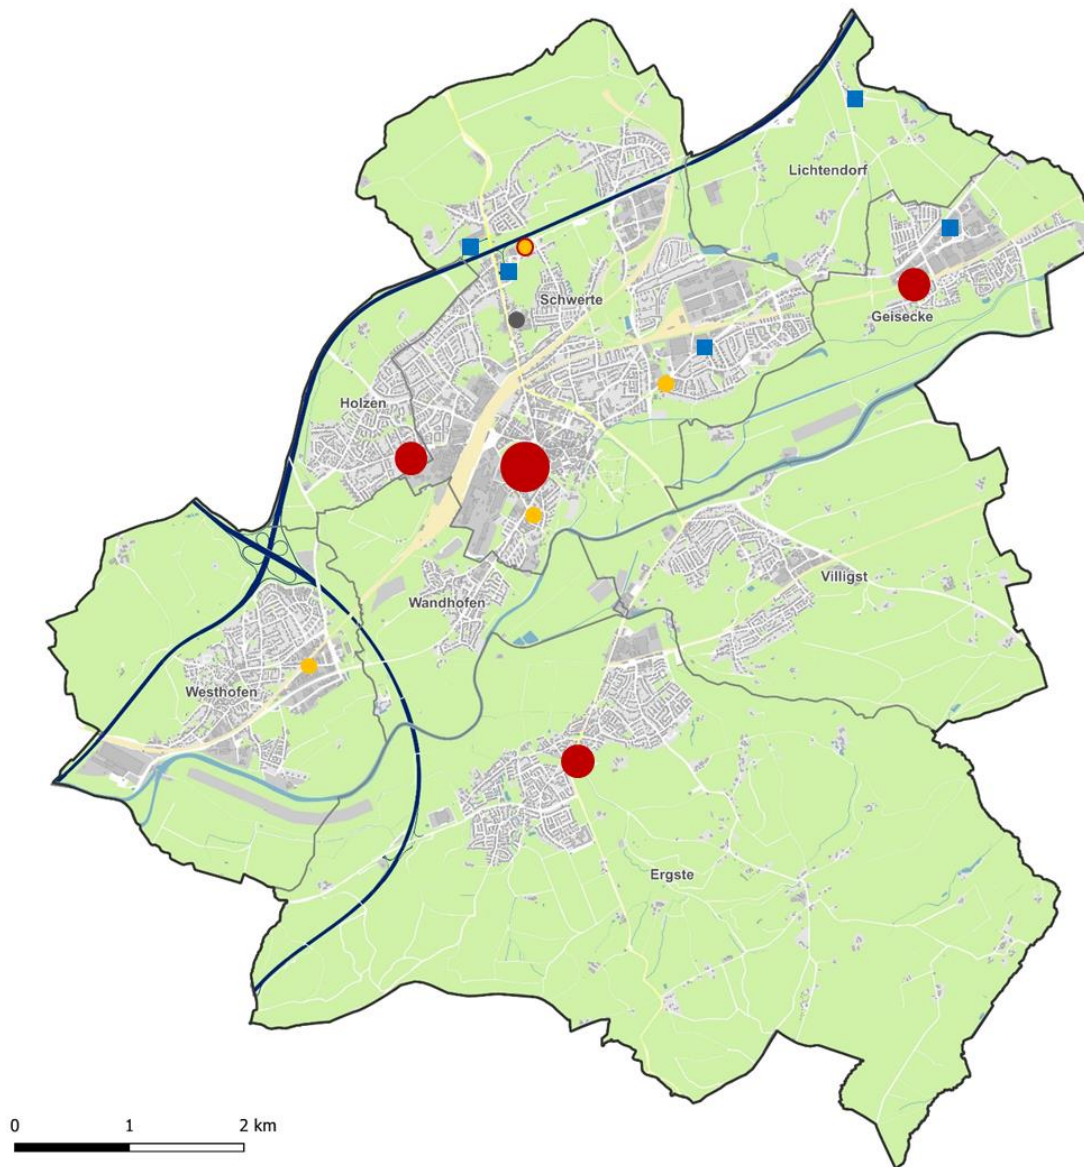 Lichtendorf
Schwerte
Geisecke
Holzen
Villigst
Wandhofen
Westhofen
Ergste
0 1 2 km